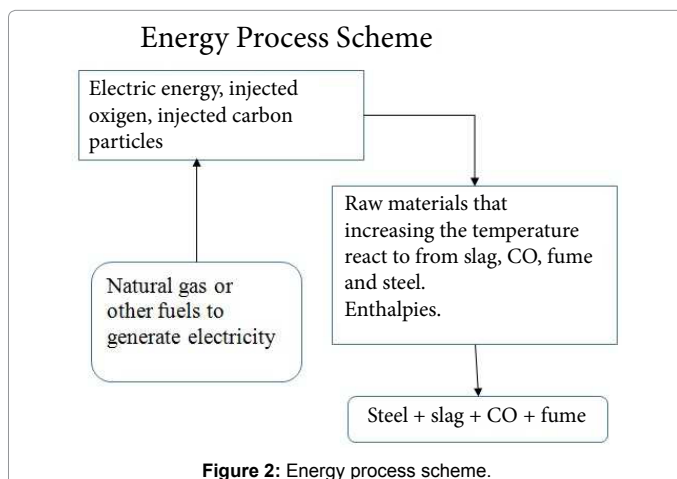 Energy Process Scheme
Electric energy, injected
oxigen, injected carbon
particles
Natural gas or
other fuels to
generate electricity
Raw materials that
increasing the temperature
react to from slag, CO, fume
and steel.
Enthalpies.
Steel + slag + CO + fume
Figure 2: Energy process scheme.